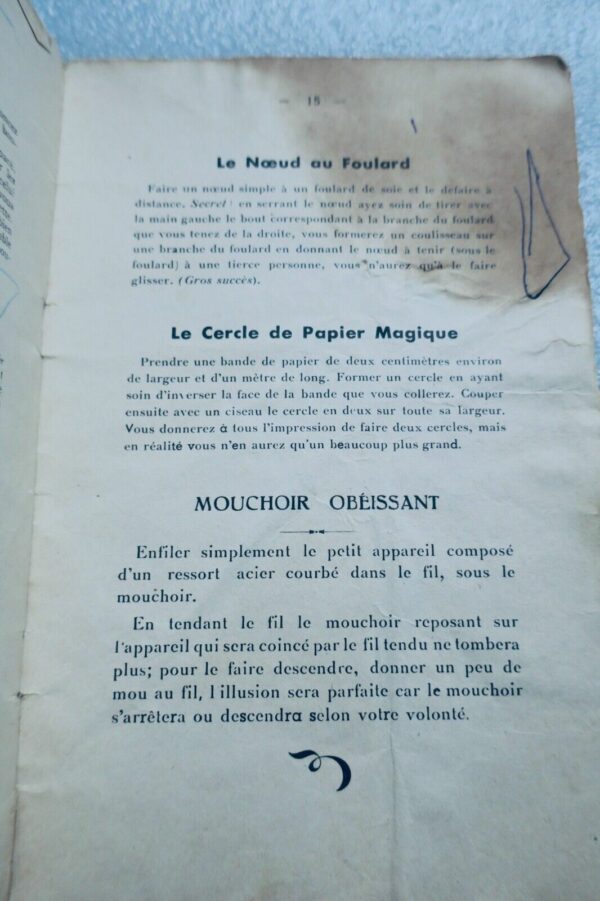 — 15 —
Le Nœud au Foulard
Faire un nœud simple à un foulard de soie et le défaire à
distance. Secret : en serrant le nœud ayez soin de tirer avec
la main gauche le bout correspondant à la branche du foulard
que vous tenez de la droite, vous formerez un coulisseau sur
une branche du foulard en donnant le nœud à tenir (sous le
foulard) à une tierce personne, vous n'aurez qu'à le faire
glisser. (Gros succès).
Le Cercle de Papier Magique
Prendre une bande de papier de deux centimètres environ
de largeur et d'un mètre de long. Former un cercle en ayant
soin d'inverser la face de la bande que vous collerez. Couper
ensuite avec un ciseau le cercle en deux sur toute sa largeur.
Vous donnerez à tous l'impression de faire deux cercles, mais
en réalité vous n'en aurez qu'un beaucoup plus grand.
MOUCHOIR OBÉISSANT
Enfiler simplement le petit appareil composé
d'un ressort acier courbé dans le fil, sous le
mouchoir.
En tendant le fil le mouchoir reposant sur
l'appareil qui sera coincé par le fil tendu ne tombera
plus; pour le faire descendre, donner un peu de
mou au fil, l illusion sera parfaite car le mouchoir
s'arrêtera ou descendra selon votre volonté.